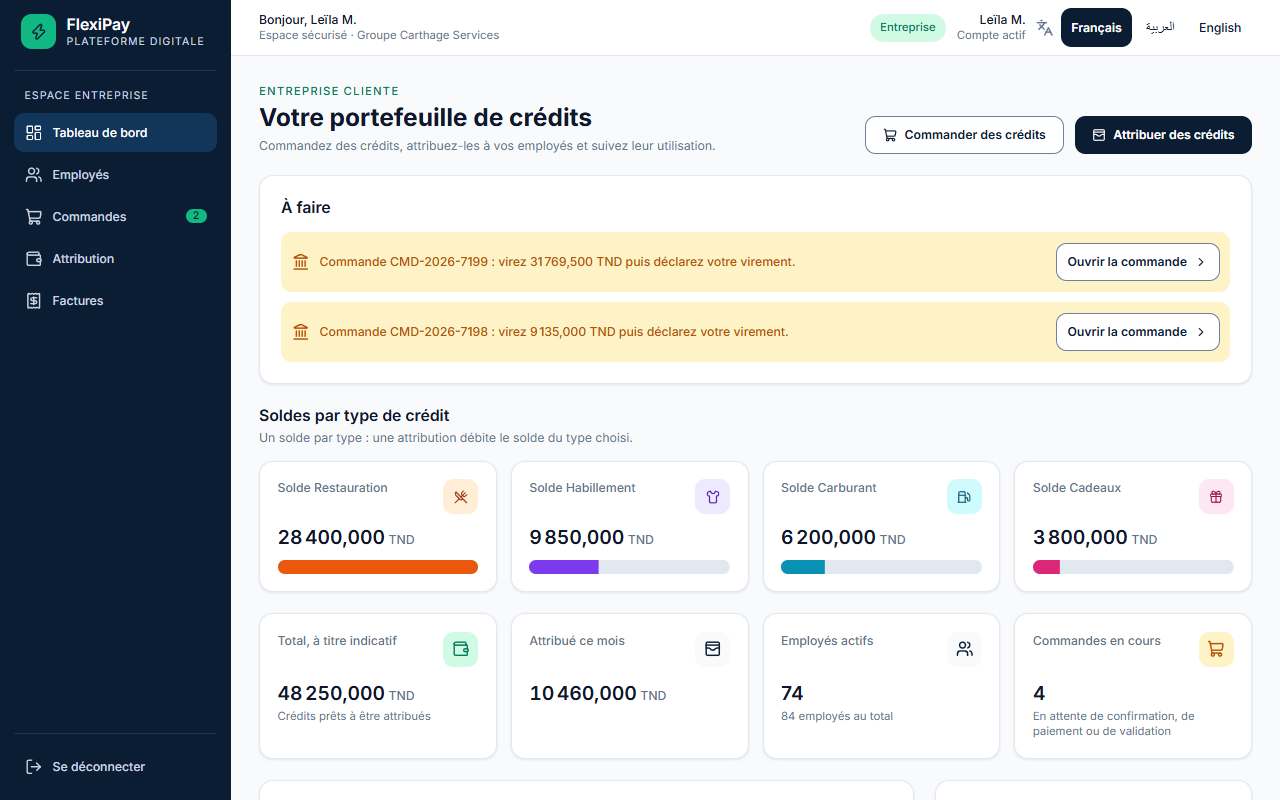 FlexiPay
PLATEFORME DIGITALE
ESPACE ENTREPRISE
Tableau de bord
Employés
Commandes 2
Attribution
Factures
Se déconnecter
Bonjour, Leïla M.
Espace sécurisé · Groupe Carthage Services
Entreprise
Leïla M.
Compte actif
Français
العربية
English
ENTREPRISE CLIENTE
Votre portefeuille de crédits
Commandez des crédits, attribuez-les à vos employés et suivez leur utilisation.
Commander des crédits
Attribuer des crédits
À faire
Commande CMD-2026-7199 : virez 31 769,500 TND puis déclarez votre virement.
Ouvrir la commande
Commande CMD-2026-7198 : virez 9 135,000 TND puis déclarez votre virement.
Ouvrir la commande
Soldes par type de crédit
Un solde par type : une attribution débite le solde du type choisi.
Solde Restauration
28 400,000 TND
Solde Habillement
9 850,000 TND
Solde Carburant
6 200,000 TND
Solde Cadeaux
3 800,000 TND
Total, à titre indicatif
48 250,000 TND
Crédits prêts à être attribués
Attribué ce mois
10 460,000 TND
Employés actifs
74
84 employés au total
Commandes en cours
4
En attente de confirmation, de
paiement ou de validation